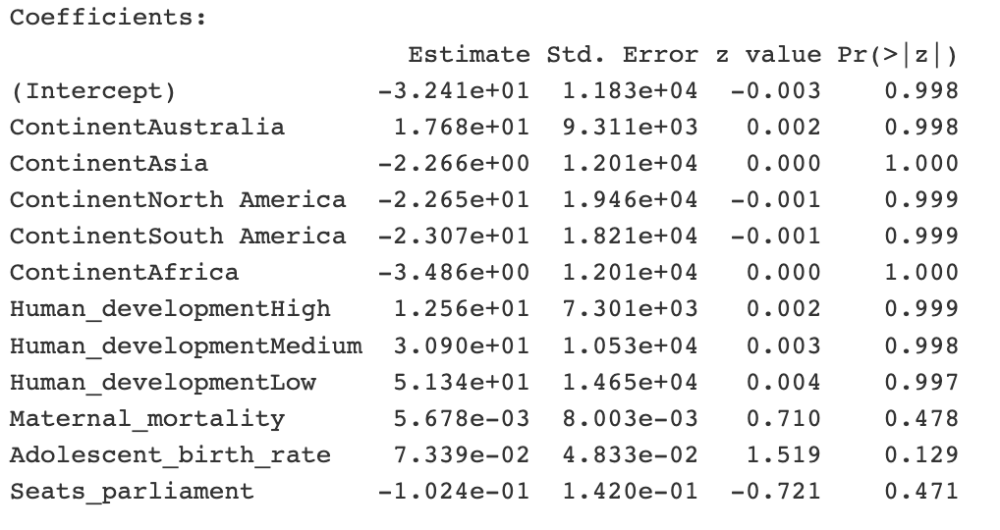 Coefficients:
Estimate Std. Error z value Pr(>|z|)
(Intercept) -3.241e+01 1.183e+04 -0.003 0.998
ContinentAustralia 1.768e+01 9.311e+03 0.002 0.998
ContinentAsia -2.266e+00 1.201e+04 0.000 1.000
ContinentNorth America -2.265e+01 1.946e+04 -0.001 0.999
ContinentSouth America -2.307e+01 1.821e+04 -0.001 0.999
ContinentAfrica -3.486e+00 1.201e+04 0.000 1.000
Human_developmentHigh 1.256e+01 7.301e+03 0.002 0.999
Human_developmentMedium 3.090e+01 1.053e+04 0.003 0.998
Human_developmentLow 5.134e+01 1.465e+04 0.004 0.997
Maternal_mortality 5.678e-03 8.003e-03 0.710 0.478
Adolescent_birth_rate 7.339e-02 4.833e-02 1.519 0.129
Seats_parliament -1.024e-01 1.420e-01 -0.721 0.471